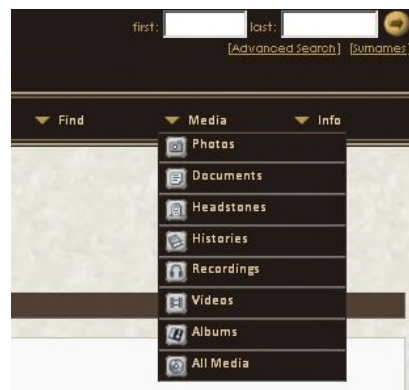 first: last:
[Advanced Search] [Surnames]
Find Media Info
Photos
Documents
Headstones
Histories
Recordings
Videos
Albums
All Media